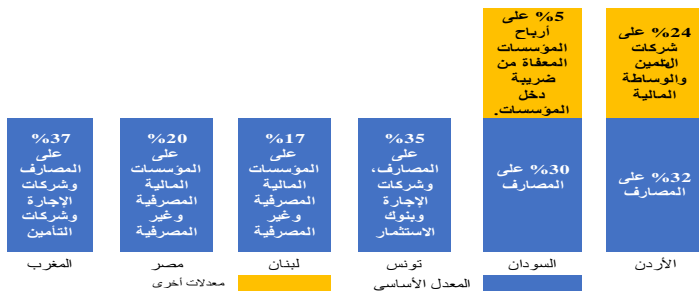 %24 على
شركات
التلمين
والوساطة
المالية
%5 على
أرباح
المؤسسات
المعفاة من
ضريبة
دخل
المؤسسات.
%32 على
المصارف
%30 على
المصارف
%35
على
المصارف،
وشركات
الإجارة
وبنوك
الاستثمار
%17
على
المؤسسات
المالية
المصرفية
وغير
المصرفية
%20
على
المؤسسات
المالية
المصرفية
وغير
المصرفية
%37
على
المصارف
وشركات
الإجارة
وشركات
التأمين
الأردن
السودان
تونس
لبنان
مصر
المغرب
المعدل الأساسي
معدلات أخرى